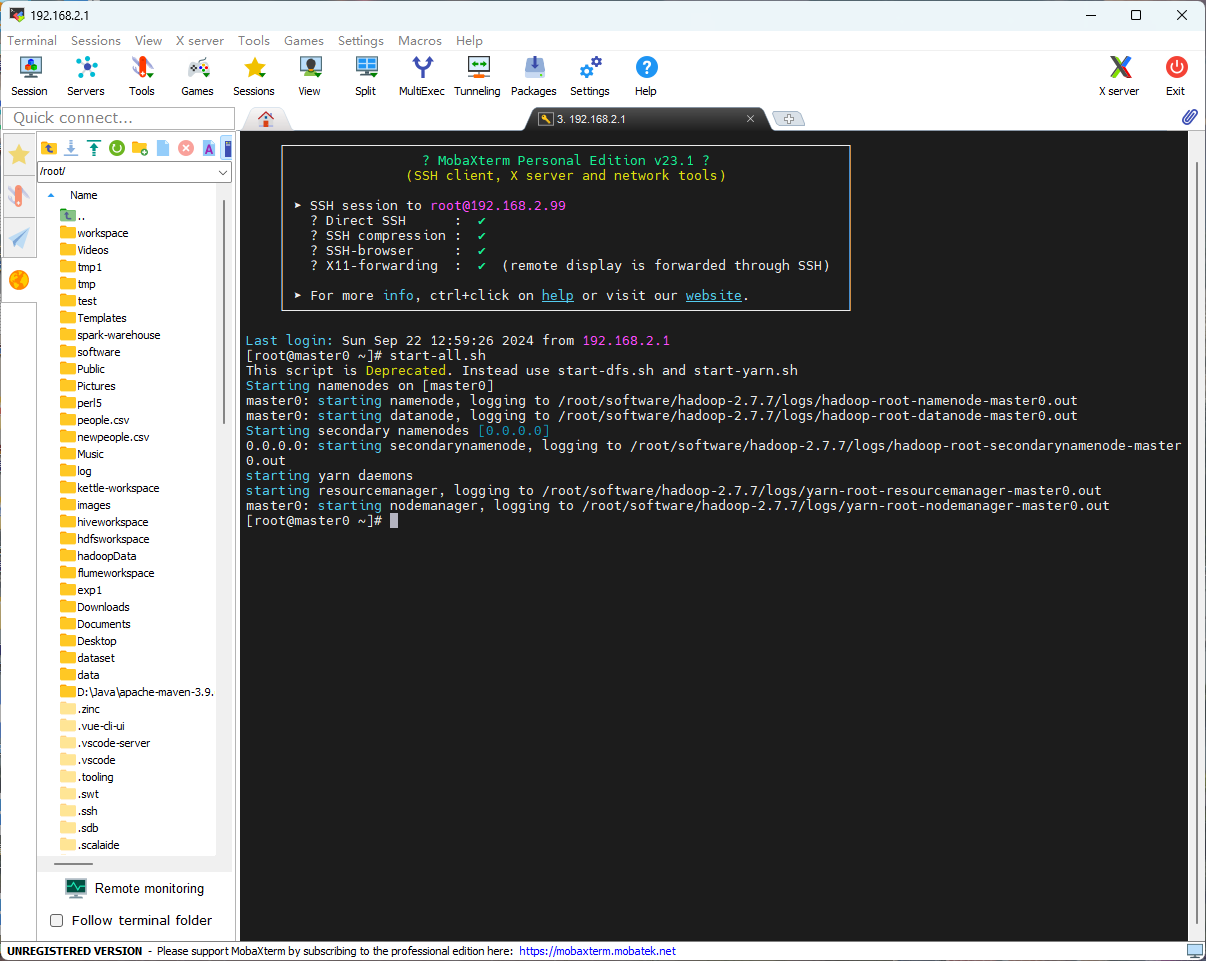 192.168.2.1
Terminal Sessions View X server Tools Games Settings Macros Help
Session Servers Tools Games Sessions View Split MultiExec Tunneling Packages Settings Help X server Exit
Quick connect...
3. 192.168.2.1
/root/
Name
..
workspace
Videos
tmp1
tmp
test
Templates
spark-warehouse
software
Public
Pictures
perl5
people.csv
newpeople.csv
Music
log
kettle-workspace
images
hiveworkspace
hdfsworkspace
hadoopData
flumeworkspace
exp1
Downloads
Documents
Desktop
dataset
data
D:\Java\apache-maven-3.9.
.zinc
.vue-cli-ui
.vscode-server
.vscode
.tooling
.swt
.ssh
.sdb
.scalaide
Remote monitoring
Follow terminal folder
? MobaXterm Personal Edition v23.1 ?
(SSH client, X server and network tools)
➤ SSH session to root@192.168.2.99
? Direct SSH : ✔
? SSH compression : ✔
? SSH-browser : ✔
? X11-forwarding : ✔ (remote display is forwarded through SSH)
➤ For more info, ctrl+click on help or visit our website.
Last login: Sun Sep 22 12:59:26 2024 from 192.168.2.1
[root@master0 ~]# start-all.sh
This script is Deprecated. Instead use start-dfs.sh and start-yarn.sh
Starting namenodes on [master0]
master0: starting namenode, logging to /root/software/hadoop-2.7.7/logs/hadoop-root-namenode-master0.out
master0: starting datanode, logging to /root/software/hadoop-2.7.7/logs/hadoop-root-datanode-master0.out
Starting secondary namenodes [0.0.0.0]
0.0.0.0: starting secondarynamenode, logging to /root/software/hadoop-2.7.7/logs/hadoop-root-secondarynamenode-master
0.out
starting yarn daemons
starting resourcemanager, logging to /root/software/hadoop-2.7.7/logs/yarn-root-resourcemanager-master0.out
master0: starting nodemanager, logging to /root/software/hadoop-2.7.7/logs/yarn-root-nodemanager-master0.out
[root@master0 ~]#
UNREGISTERED VERSION - Please support MobaXterm by subscribing to the professional edition here: https://mobaxterm.mobatek.net